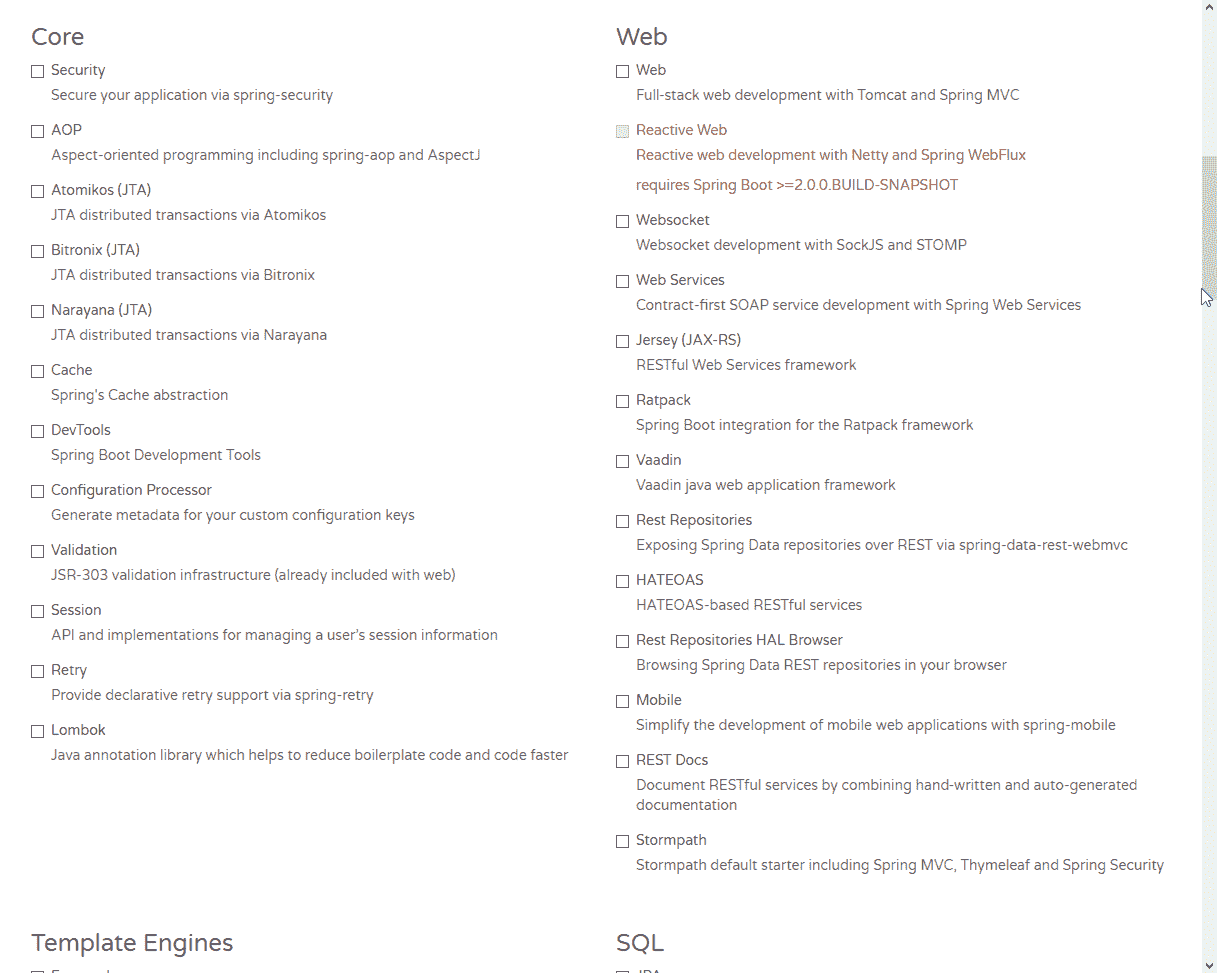 Core
Security
Secure your application via spring-security
AOP
Aspect-oriented programming including spring-aop and AspectJ
Atomikos (JTA)
JTA distributed transactions via Atomikos
Bitronix (JTA)
JTA distributed transactions via Bitronix
Narayana (JTA)
JTA distributed transactions via Narayana
Cache
Spring's Cache abstraction
DevTools
Spring Boot Development Tools
Configuration Processor
Generate metadata for your custom configuration keys
Validation
JSR-303 validation infrastructure (already included with web)
Session
API and implementations for managing a user's session information
Retry
Provide declarative retry support via spring-retry
Lombok
Java annotation library which helps to reduce boilerplate code and code faster
Web
Web
Full-stack web development with Tomcat and Spring MVC
Reactive Web
Reactive web development with Netty and Spring WebFlux
requires Spring Boot >=2.0.0.BUILD-SNAPSHOT
Websocket
Websocket development with SockJS and STOMP
Web Services
Contract-first SOAP service development with Spring Web Services
Jersey (JAX-RS)
RESTful Web Services framework
Ratpack
Spring Boot integration for the Ratpack framework
Vaadin
Vaadin java web application framework
Rest Repositories
Exposing Spring Data repositories over REST via spring-data-rest-webmvc
HATEOAS
HATEOAS-based RESTful services
Rest Repositories HAL Browser
Browsing Spring Data REST repositories in your browser
Mobile
Simplify the development of mobile web applications with spring-mobile
REST Docs
Document RESTful services by combining hand-written and auto-generated
documentation
Stormpath
Stormpath default starter including Spring MVC, Thymeleaf and Spring Security
Template Engines
SQL
JPA